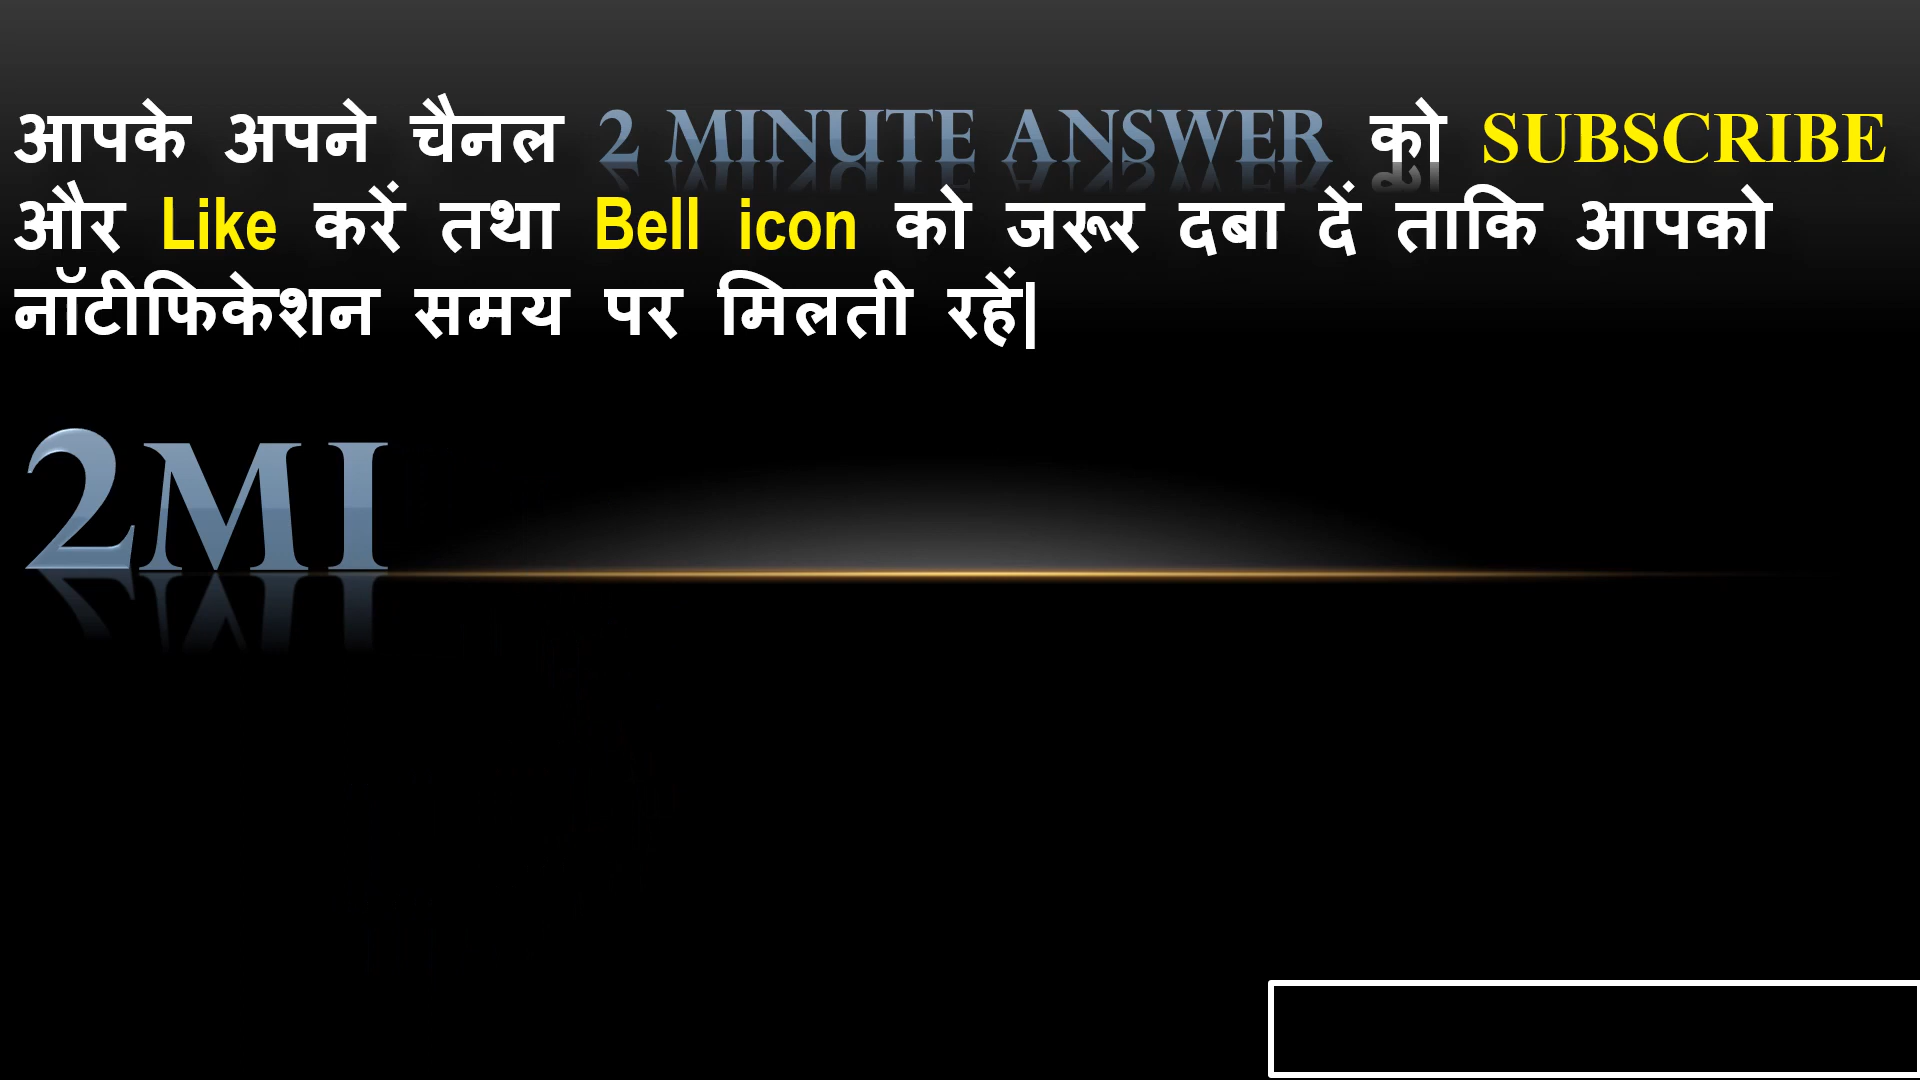 आपके अपने चैनल 2 MINUTE ANSWER को SUBSCRIBE
और Like करें तथा Bell icon को जरूर दबा दें ताकि आपको
नॉटीफिकेशन समय पर मिलती रहें|
2MI